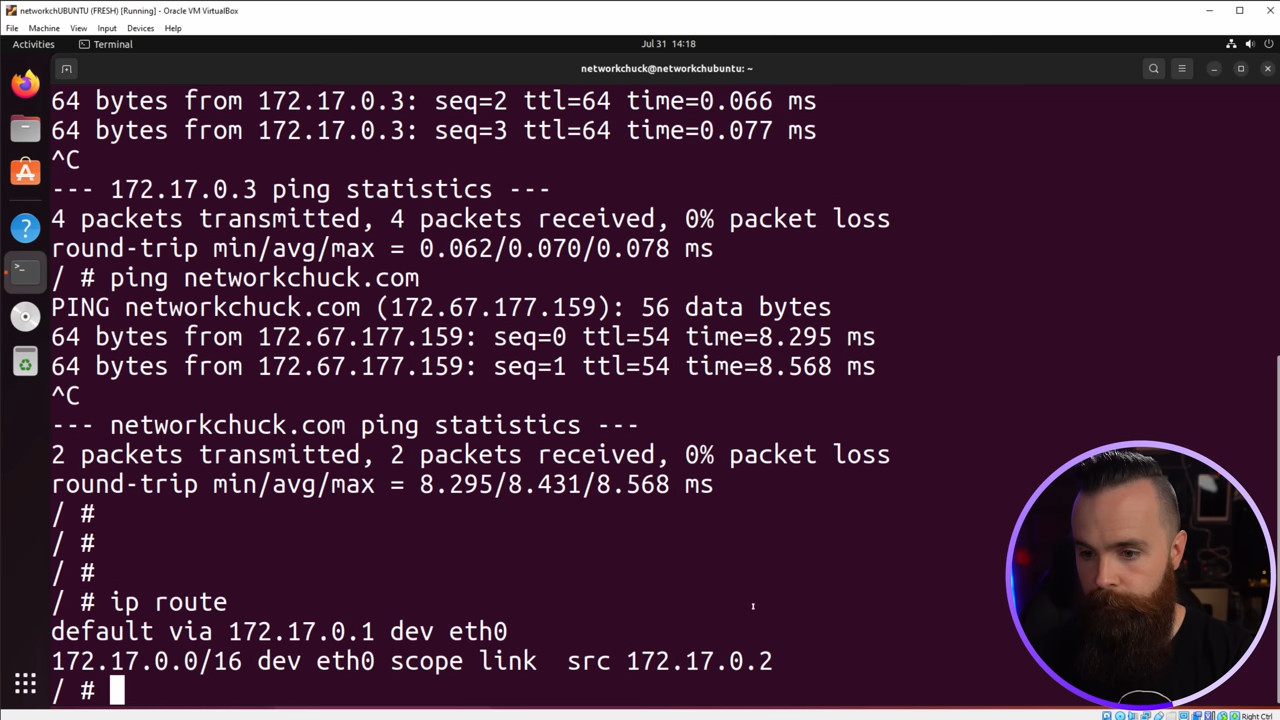 networkchUBUNTU (FRESH) [Running] - Oracle VM VirtualBox
File Machine View Input Devices Help
Activities Terminal Jul 31 14:18
networkchuck@networkchubuntu: ~
64 bytes from 172.17.0.3: seq=2 ttl=64 time=0.066 ms
64 bytes from 172.17.0.3: seq=3 ttl=64 time=0.077 ms
^C
--- 172.17.0.3 ping statistics ---
4 packets transmitted, 4 packets received, 0% packet loss
round-trip min/avg/max = 0.062/0.070/0.078 ms
/ # ping networkchuck.com
PING networkchuck.com (172.67.177.159): 56 data bytes
64 bytes from 172.67.177.159: seq=0 ttl=54 time=8.295 ms
64 bytes from 172.67.177.159: seq=1 ttl=54 time=8.568 ms
^C
--- networkchuck.com ping statistics ---
2 packets transmitted, 2 packets received, 0% packet loss
round-trip min/avg/max = 8.295/8.431/8.568 ms
/ #
/ #
/ #
/ # ip route
default via 172.17.0.1 dev eth0
172.17.0.0/16 dev eth0 scope link  src 172.17.0.2
/ #
Right Ctrl